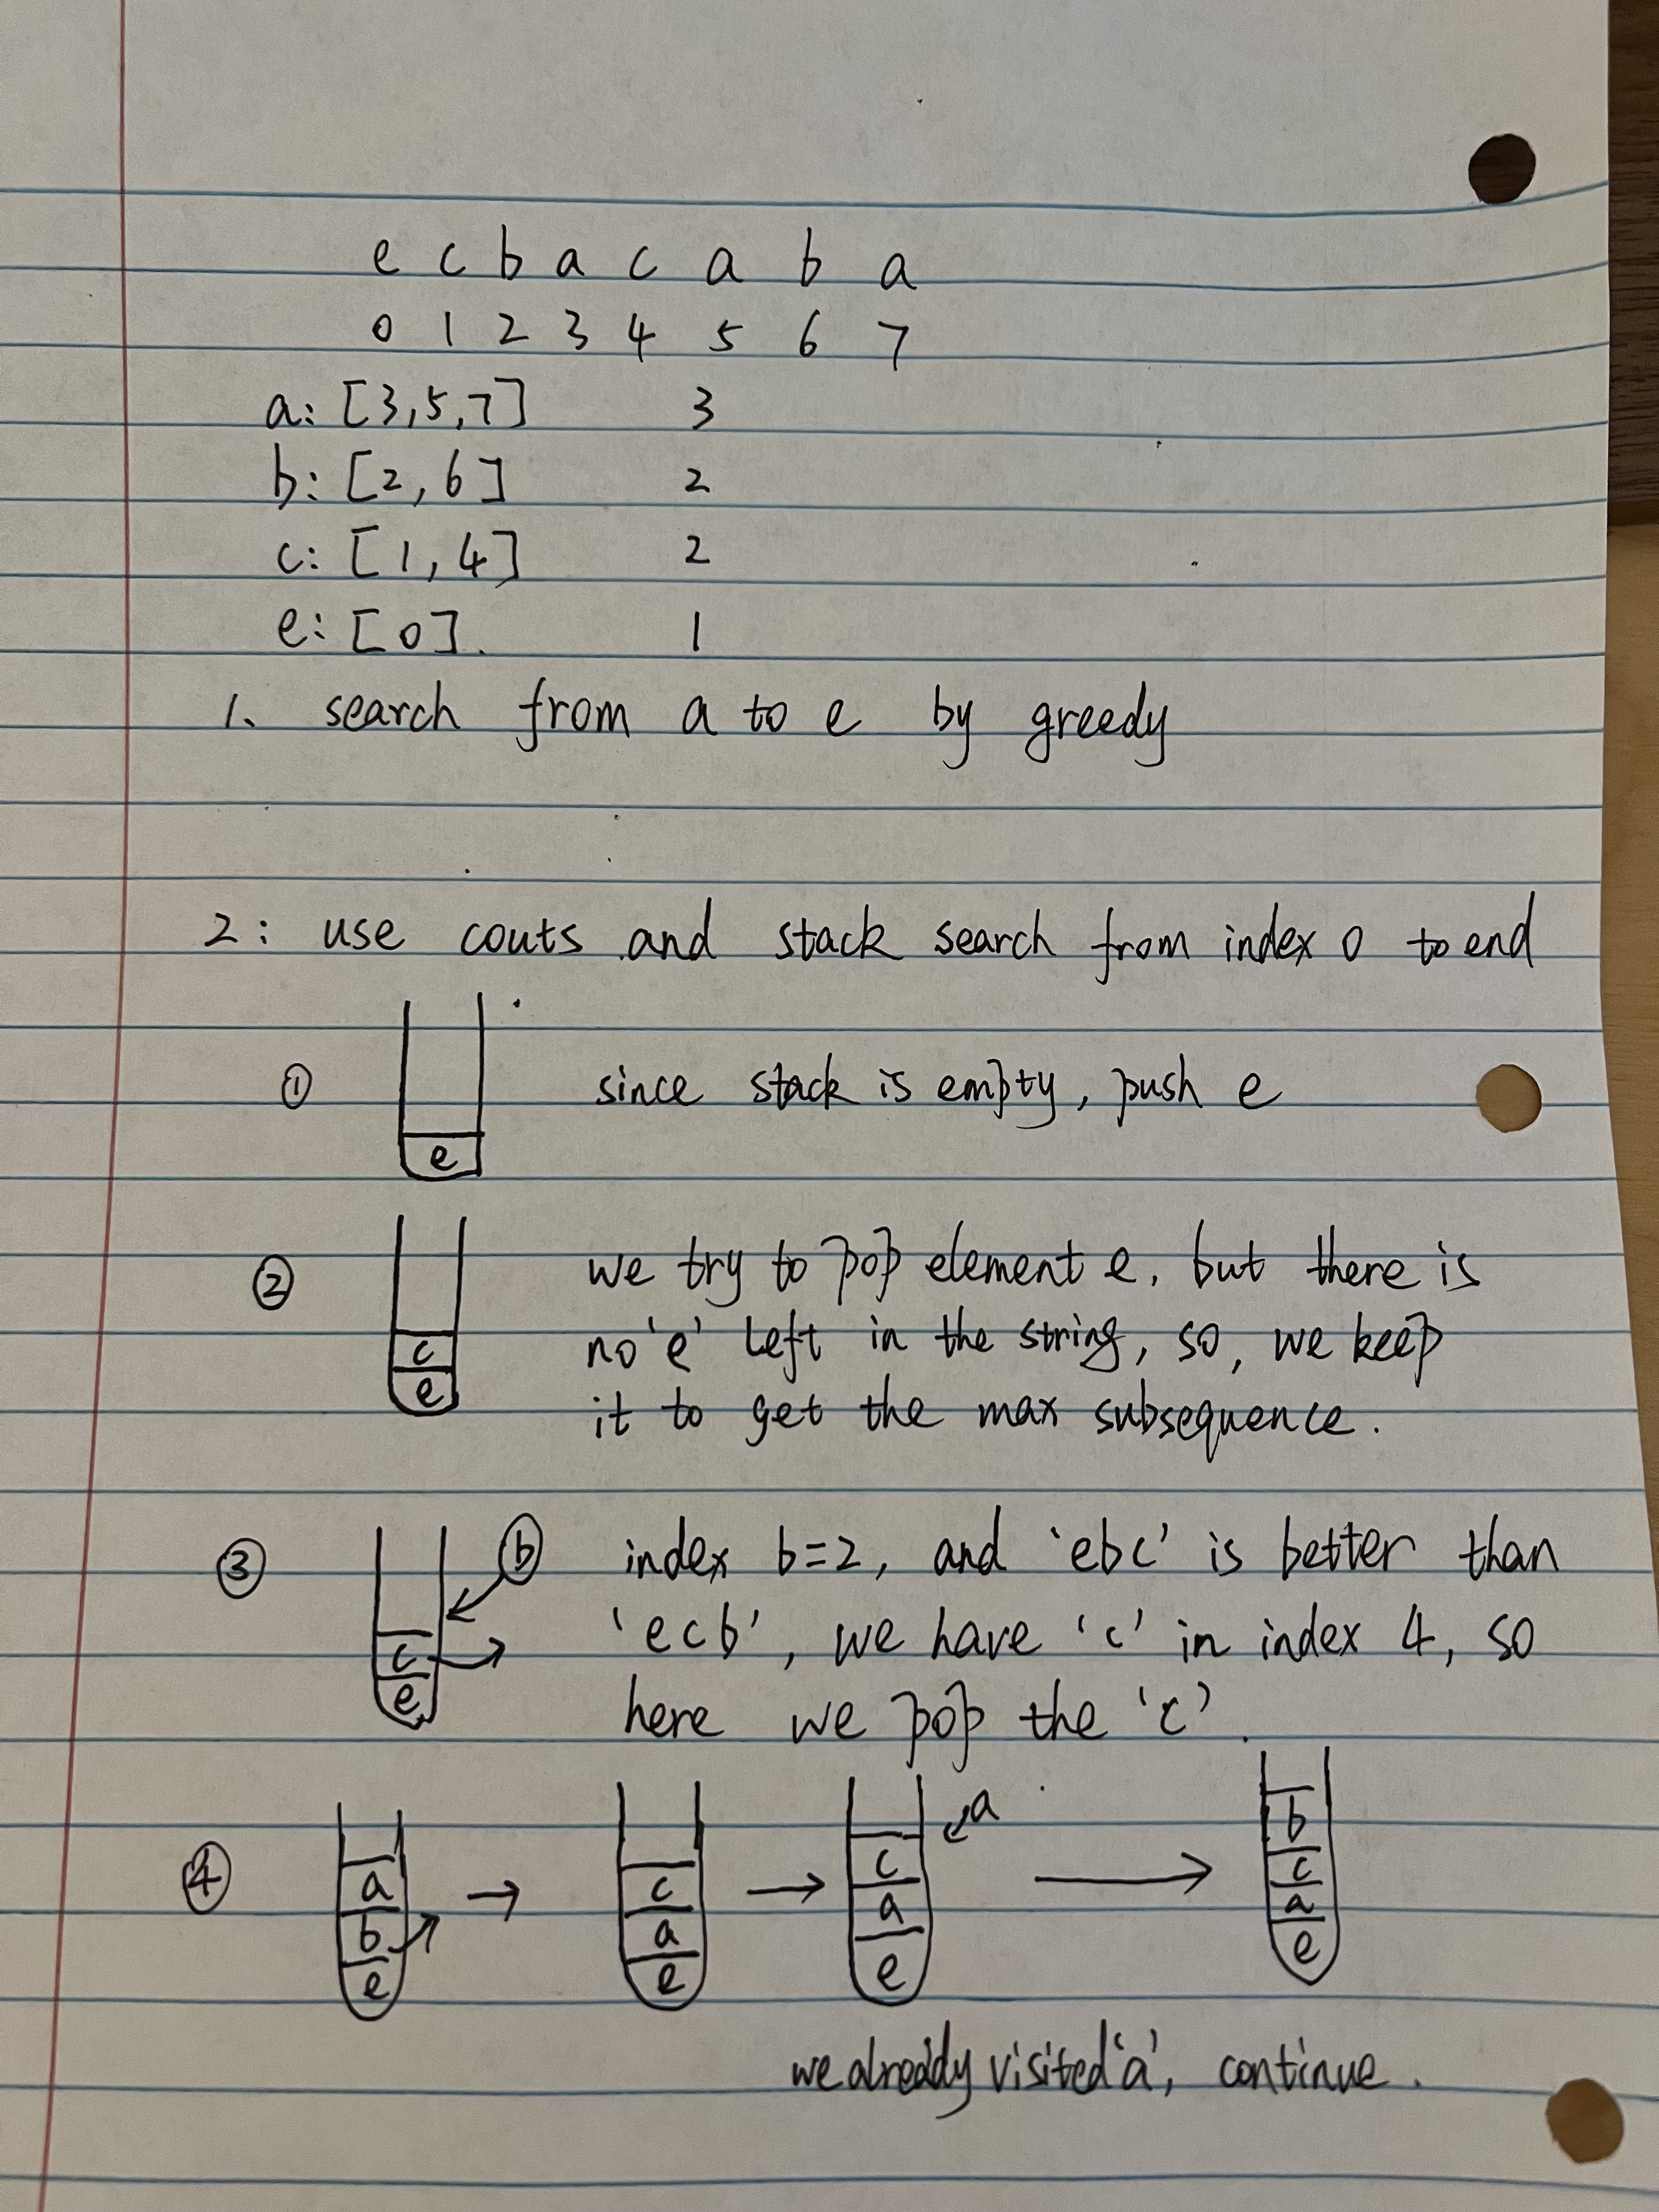 e c b a c a b a
0 1 2 3 4 5 6 7
a: [3,5,7] 3
b: [2,6] 2
c: [1,4] 2
e: [0]. 1
1. search from a to e by greedy
2: use couts and stack search from index 0 to end
① since stack is empty, push e
e
② we try to pop element e, but there is
no 'e' left in the string, so, we keep
c
e
it to get the max subsequence.
③ b index b=2, and 'ebc' is better than
c
e
'ecb', we have 'c' in index 4, so
here we pop the 'c'.
④
a
b
e
c
a
e
a
c
a
e
b
c
a
e
we already visited 'a', continue.